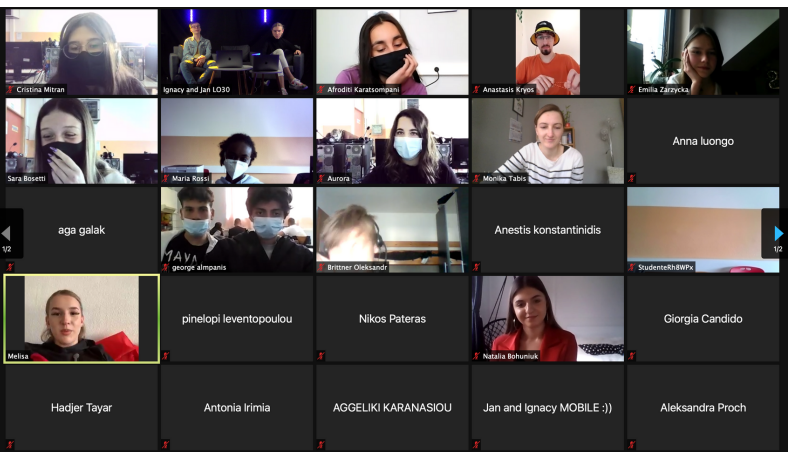 Cristina Mitran
Ignacy and Jan LO30
Afroditi Karatsompani
Anastasis Kryos
Emilia Zarzycka
Sara Bosetti
Maria Rossi
Aurora
Monika Tabis
Anna luongo
aga galak
MAYA
george almpanis
Brittner Oleksandr
Anestis konstantinidis
StudenteRh8WPx
1/2
1/2
Melisa
pinelopi leventopoulou
Nikos Pateras
Natalia Bohuniuk
Giorgia Candido
Hadjer Tayar
Antonia Irimia
AGGELIKI KARANASIOU
Jan and Ignacy MOBILE :))
Aleksandra Proch